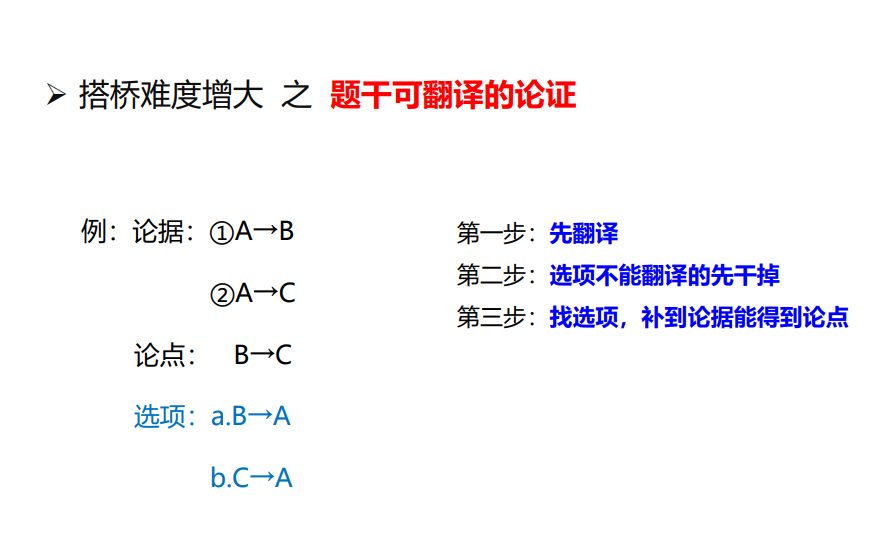 ➢ 搭桥难度增大 之 题干可翻译的论证
例：论据：①A→B
②A→C
论点： B→C
选项：a.B→A
b.C→A
第一步：先翻译
第二步：选项不能翻译的先干掉
第三步：找选项，补到论据能得到论点